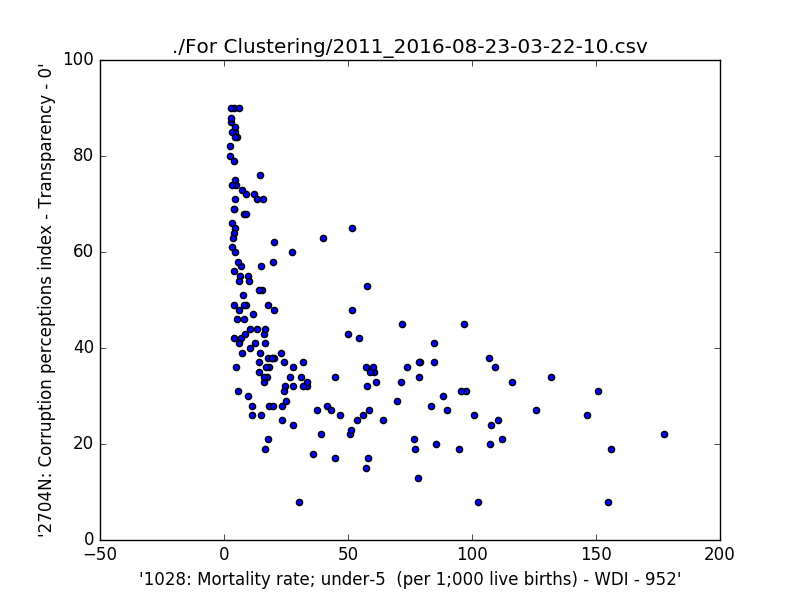 ./For Clustering/2011_2016-08-23-03-22-10.csv
100
80
60
40
20
0
'2704N: Corruption perceptions index - Transparency - 0'
−50 0 50 100 150 200
'1028: Mortality rate; under-5  (per 1;000 live births) - WDI - 952'